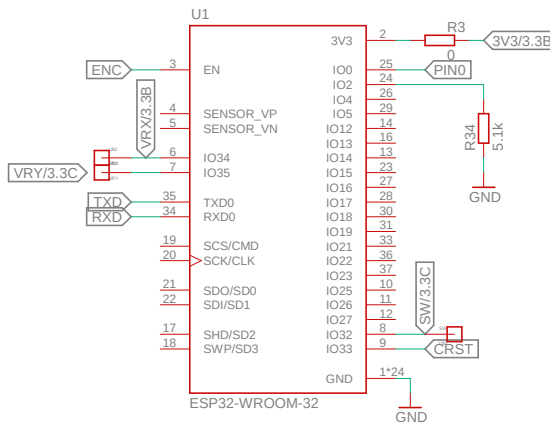 U1
R3
3V3 2
0
3V3/3.3B
ENC 3 EN
IO0 25 PIN0
IO2 24
IO4 26
4 SENSOR_VP
IO5 29
5 SENSOR_VN
IO12 14
VRX/3.3B
IO13 16
R34
5.1k
6 IO34
IO14 13
VRY/3.3C
7 IO35
IO15 23
IO16 27
GND
TXD 35 TXD0
IO17 28
RXD 34 RXD0
IO18 30
IO19 31
19 SCS/CMD
IO21 33
20 SCK/CLK
IO22 36
IO23 37
21 SDO/SD0
IO25 10
22 SDI/SD1
IO26 11
SW/3.3C
IO27 12
17 SHD/SD2
IO32 8
18 SWP/SD3
IO33 9 CRST
GND 1*24
ESP32-WROOM-32
GND